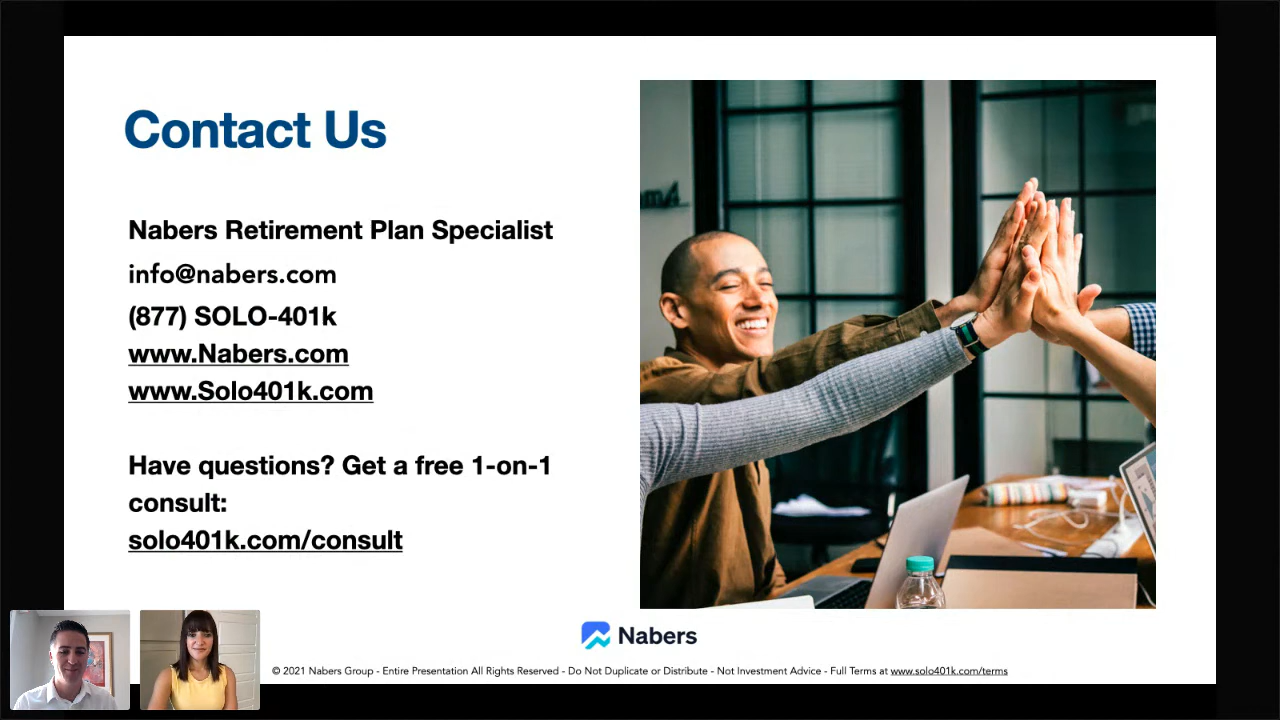 Contact Us
Nabers Retirement Plan Specialist
info@nabers.com
(877) SOLO-401k
www.Nabers.com
www.Solo401k.com
Have questions? Get a free 1-on-1
consult:
solo401k.com/consult
Nabers
© 2021 Nabers Group - Entire Presentation All Rights Reserved - Do Not Duplicate or Distribute - Not Investment Advice - Full Terms at www.solo401k.com/terms